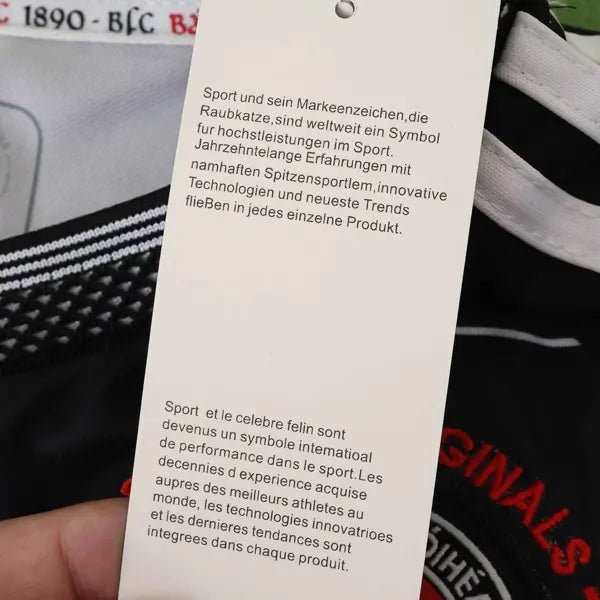 C 1890 - BfC Ba
Sport und sein Markeenzeichen,die
Raubkatze,sind weltweit ein Symbol
fur hochstleistungen im Sport.
Jahrzehntelange Erfahrungen mit
namhaften Spitzensportlem,innovative
Technologien und neueste Trends
fließen in jedes einzelne Produkt.
Sport et le celebre felin sont
devenus un symbole intematioal
de performance dans le sport.Les
decennies d experience acquise
aupres des meilleurs athletes au
monde, les technologies innovatrioes
et les dernieres tendances sont
integrees dans chaque produit.
GINALS
ÓIHÉA